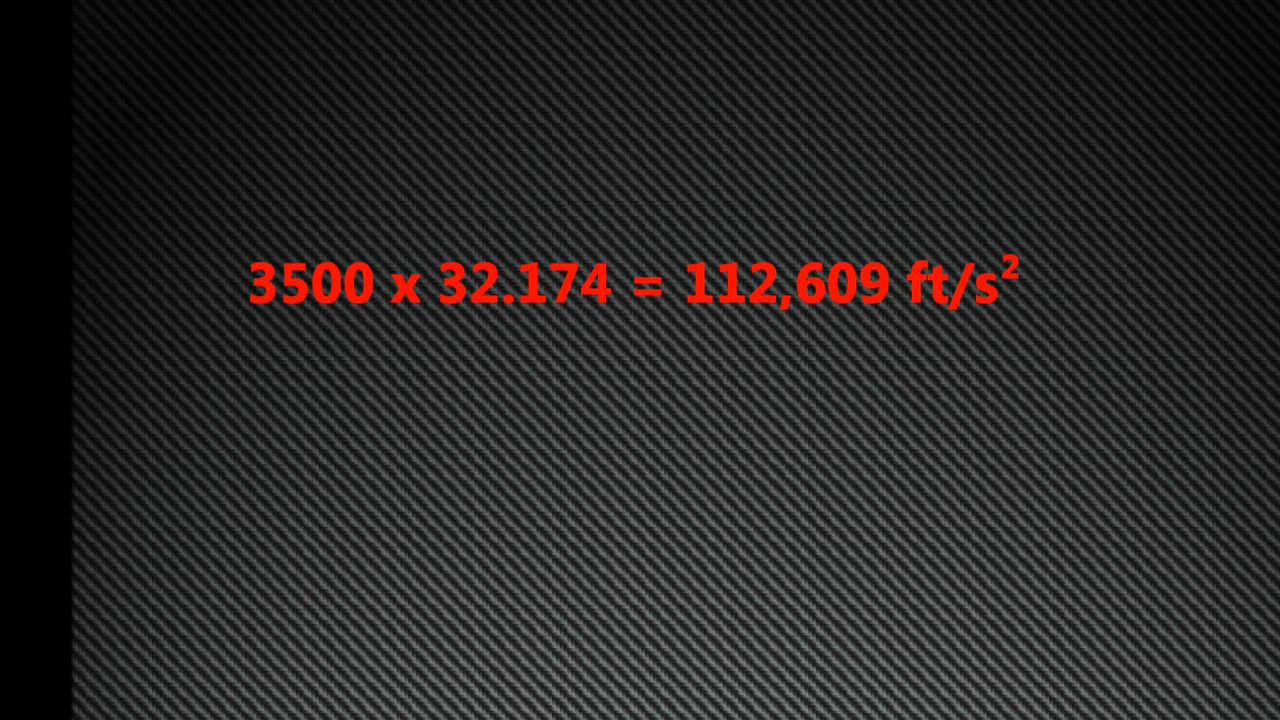 3500 x 32.174 = 112,609 ft/s²